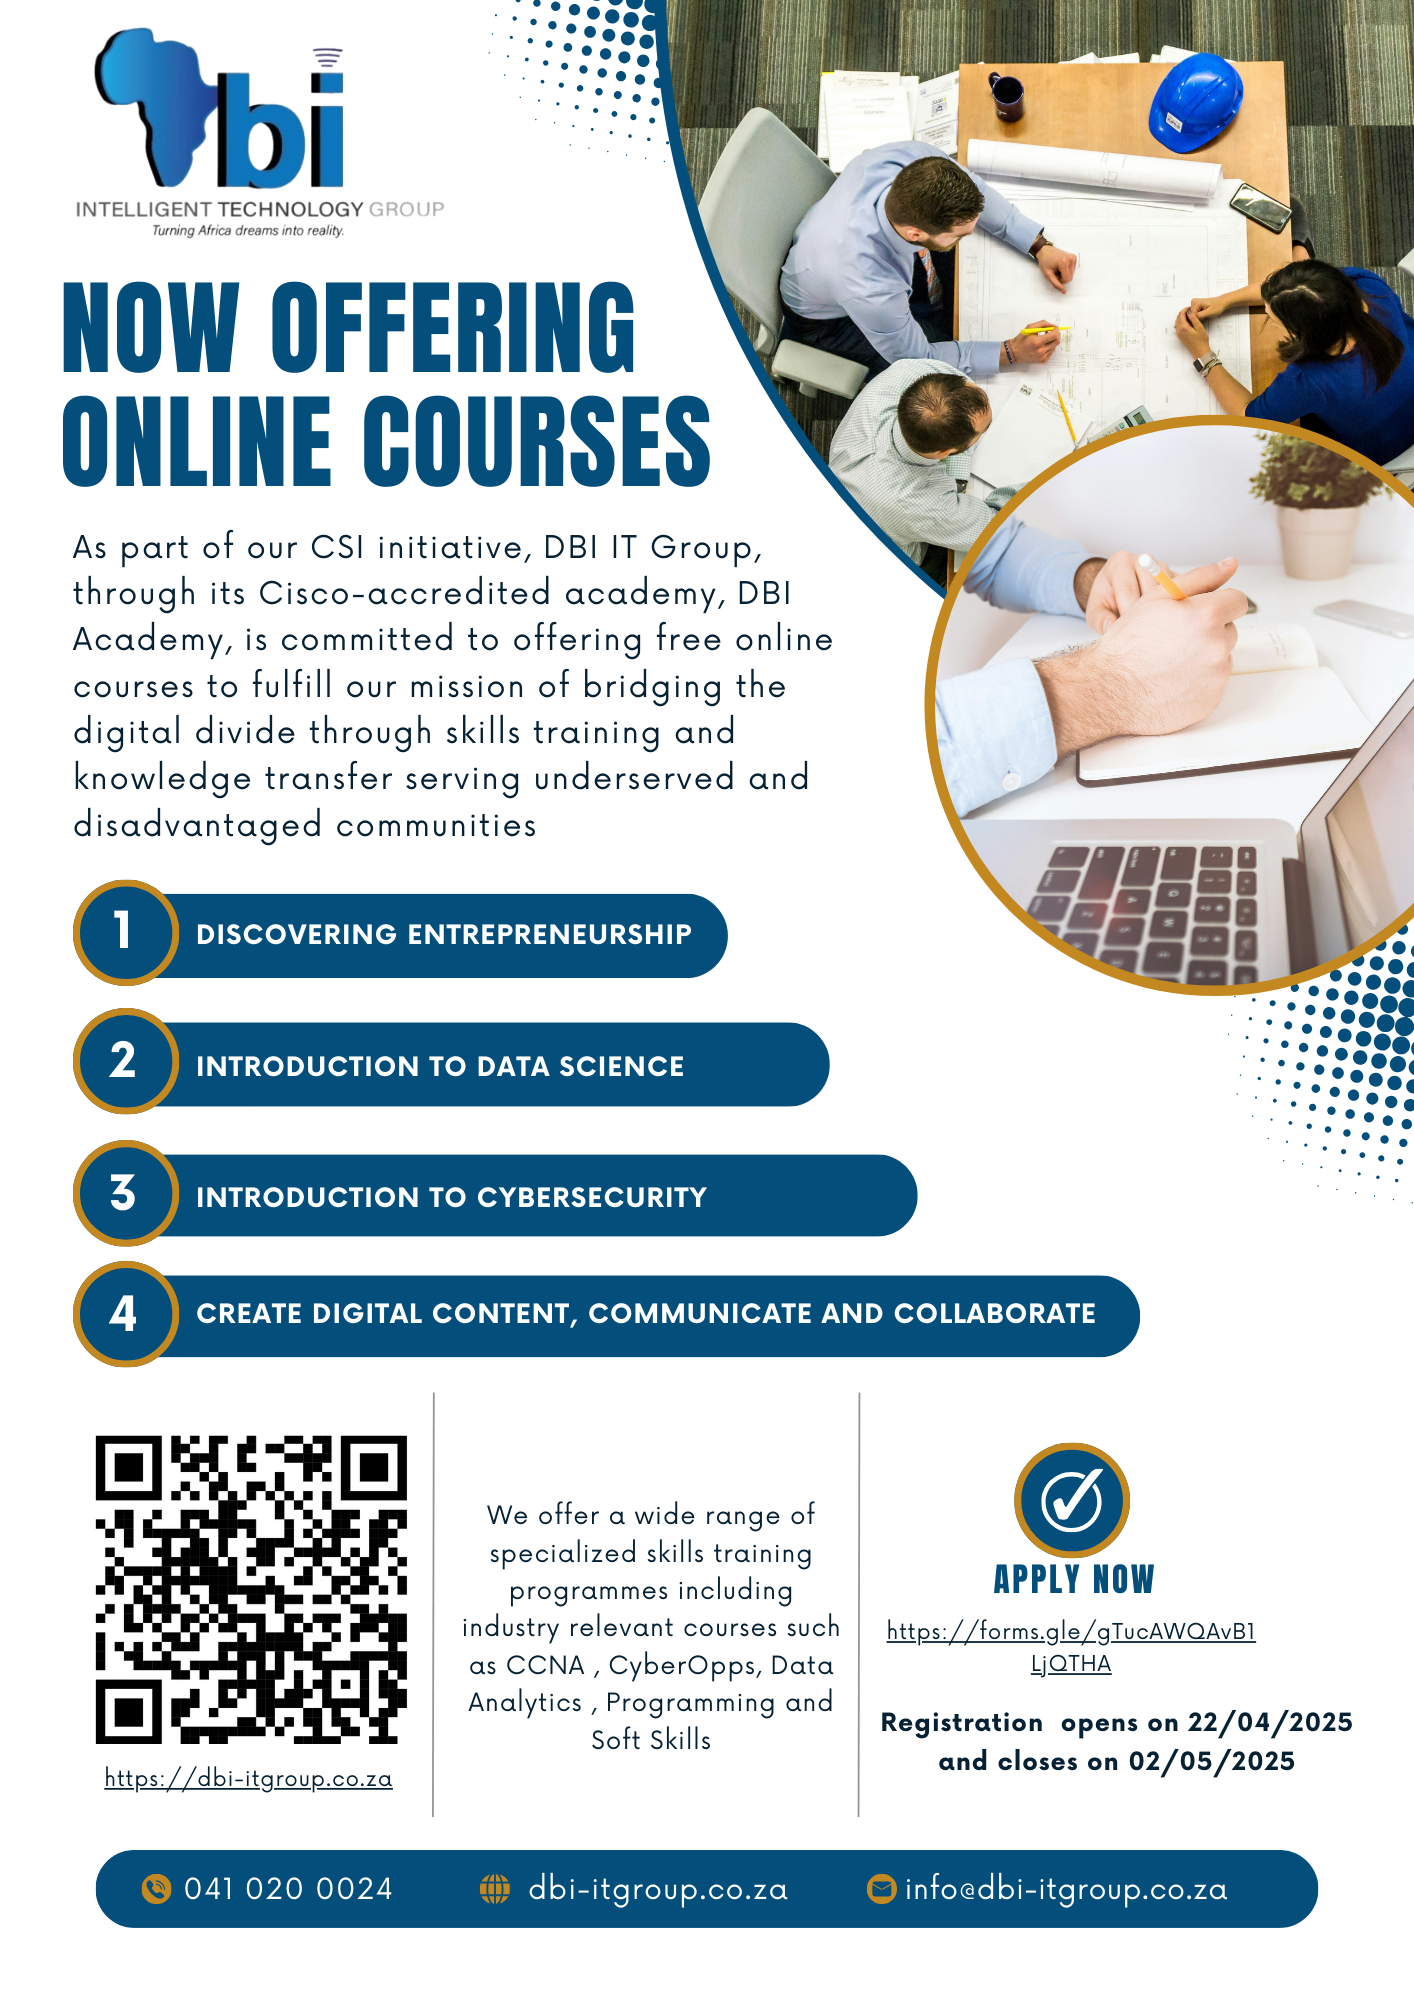 bi
INTELLIGENT TECHNOLOGY GROUP
Turning Africa dreams into reality.
NOW OFFERING
ONLINE COURSES
As part of our CSI initiative, DBI IT Group,
through its Cisco-accredited academy, DBI
Academy, is committed to offering free online
courses to fulfill our mission of bridging the
digital divide through skills training and
knowledge transfer serving underserved and
disadvantaged communities
1 DISCOVERING ENTREPRENEURSHIP
2 INTRODUCTION TO DATA SCIENCE
3 INTRODUCTION TO CYBERSECURITY
4 CREATE DIGITAL CONTENT, COMMUNICATE AND COLLABORATE
https://dbi-itgroup.co.za
We offer a wide range of
specialized skills training
programmes including
industry relevant courses such
as CCNA , CyberOpps, Data
Analytics , Programming and
Soft Skills
APPLY NOW
https://forms.gle/gTucAWQAvB1
LjQTHA
Registration opens on 22/04/2025
and closes on 02/05/2025
041 020 0024 dbi-itgroup.co.za info@dbi-itgroup.co.za